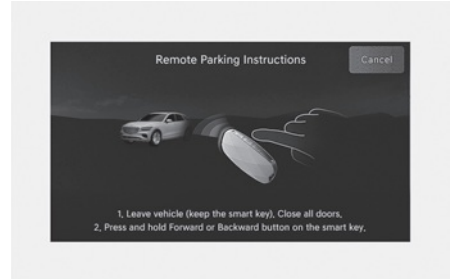 Remote Parking Instructions
Cancel
1, Leave vehicle (keep the smart key), Close all doors,
2, Press and hold Forward or Backward button on the smart key,